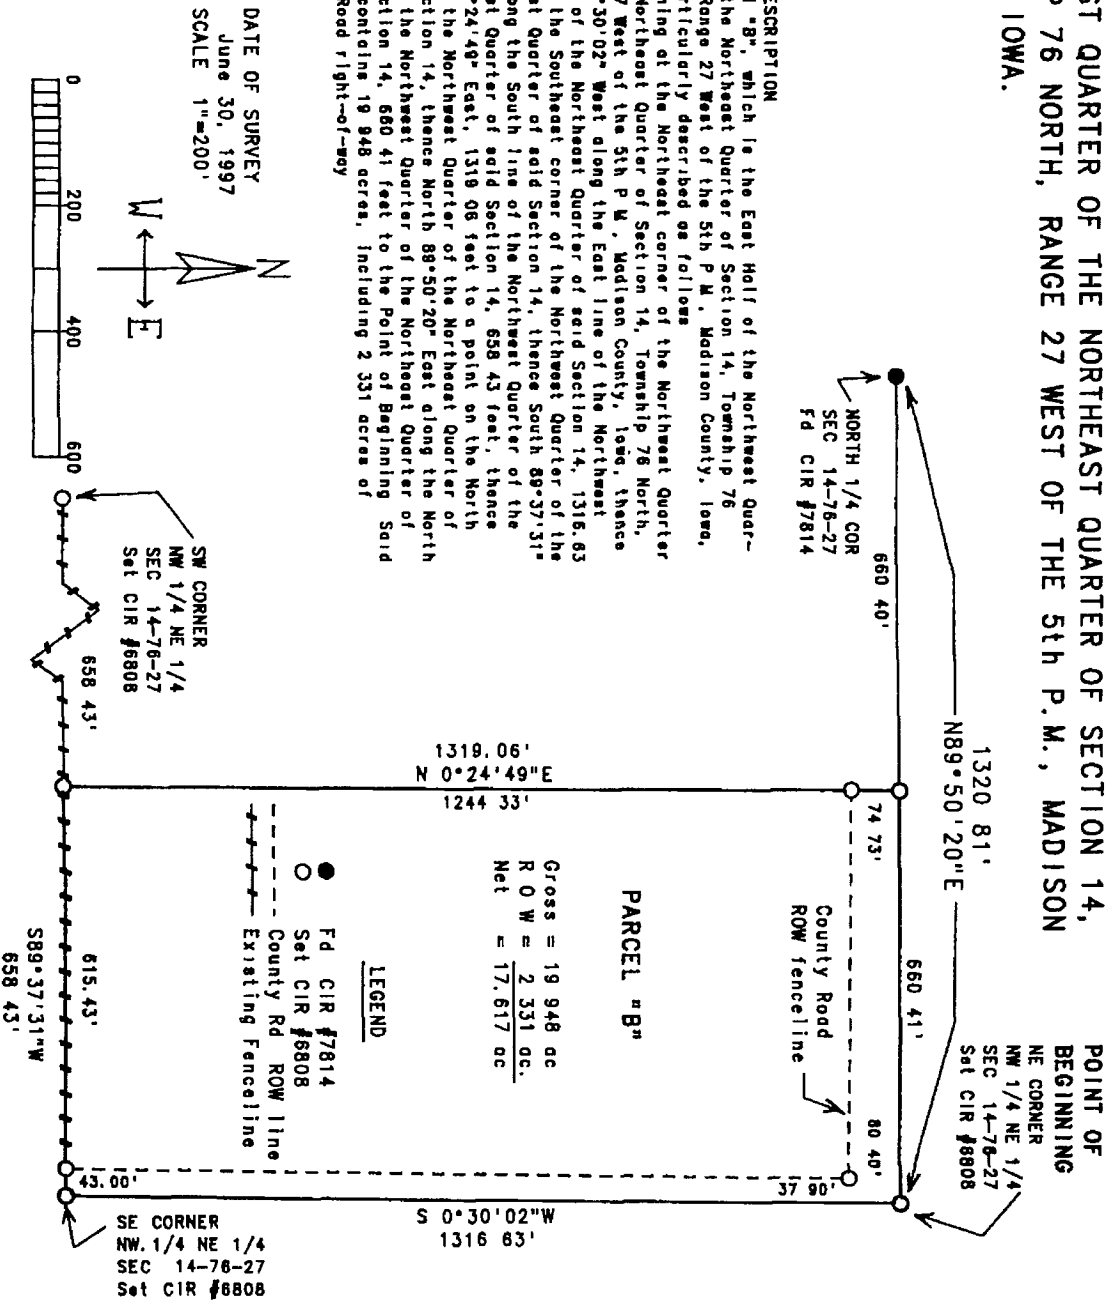 ST QUARTER OF THE NORTHEAST QUARTER OF SECTION 14,
P 76 NORTH, RANGE 27 WEST OF THE 5th P.M., MADISON
IOWA.
ESCRIPTION
l "B", which is the East Half of the Northwest Quar-
the Northeast Quarter of Section 14, Township 76
Range 27 West of the 5th P M , Madison County, Iowa,
rticularly described as follows
ning at the Northeast corner of the Northwest Quarter
Northeast Quarter of Section 14, Township 76 North,
7 West of the 5th P M , Madison County, Iowa, thence
°30'02" West along the East line of the Northwest
of the Northeast Quarter of said Section 14, 1316.63
the Southeast corner of the Northwest Quarter of the
st Quarter of said Section 14, thence South 89°37'31"
ong the South line of the Northwest Quarter of the
st Quarter of said Section 14, 658 43 feet, thence
°24'49" East, 1319 06 feet to a point on the North
the Northwest Quarter of the Northeast Quarter of
ction 14, thence North 89°50'20" East along the North
the Northwest Quarter of the Northeast Quarter of
ction 14, 660 41 feet to the Point of Beginning Said
contains 19 948 acres, including 2 331 acres of
Road right-of-way
DATE OF SURVEY
June 30, 1997
SCALE 1"=200'
N
W E
0 200 400 600
1320 81'
N89°50'20"E
POINT OF
BEGINNING
NE CORNER
NW 1/4 NE 1/4
SEC 14-76-27
Set CIR #6808
NORTH 1/4 COR
SEC 14-76-27
Fd CIR #7814
660 40'
660 41'
74 73'
80 40'
37 90'
County Road
ROW fenceline
1319.06'
N 0°24'49"E
1244 33'
PARCEL "B"
Gross = 19 948 ac
R O W = 2 331 ac.
Net = 17.617 ac
LEGEND
Fd CIR #7814
Set CIR #6808
County Rd ROW line
Existing Fenceline
S 0°30'02"W
1316 63'
SW CORNER
NW 1/4 NE 1/4
SEC 14-76-27
Set CIR #6808
658 43'
615.43'
43.00'
S89°37'31"W
658 43'
SE CORNER
NW. 1/4 NE 1/4
SEC 14-76-27
Set CIR #6808